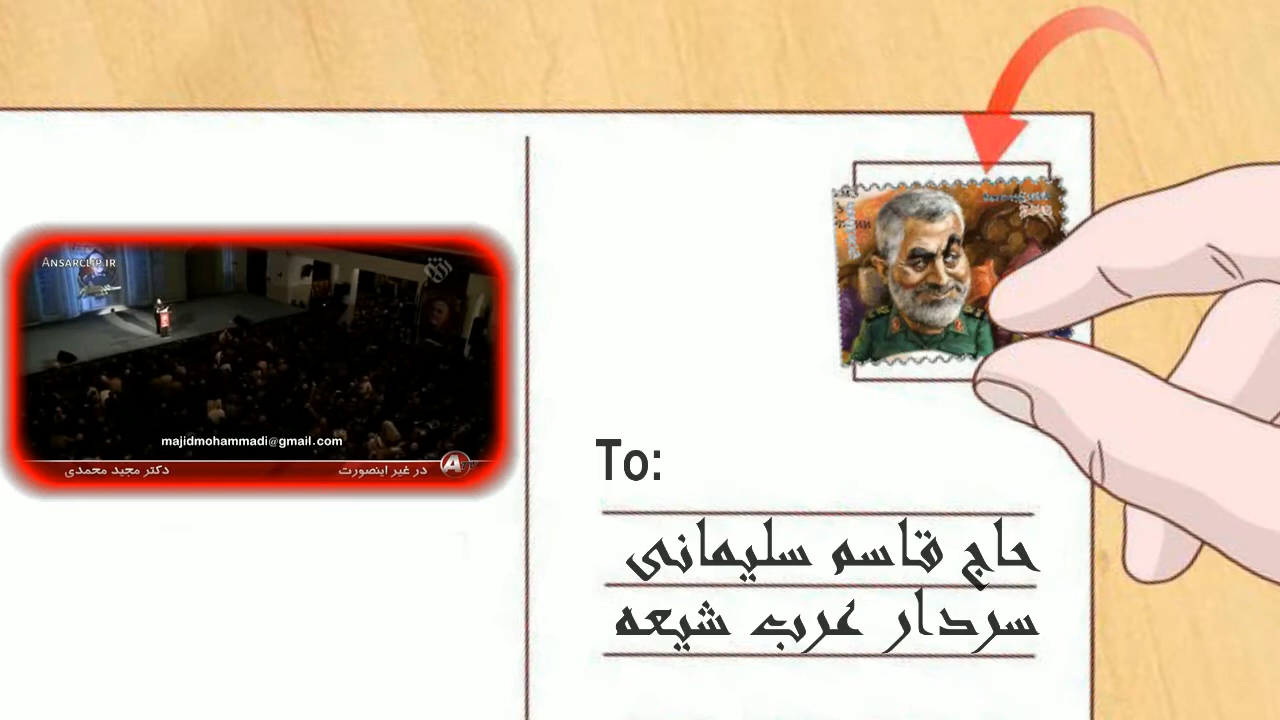 ANSARCLIP.IR
majidmohammadi@gmail.com
در غیر اینصورت
دکتر مجید محمدی
To:
حاج قاسم سلیمانی
سردار عرب شیعه